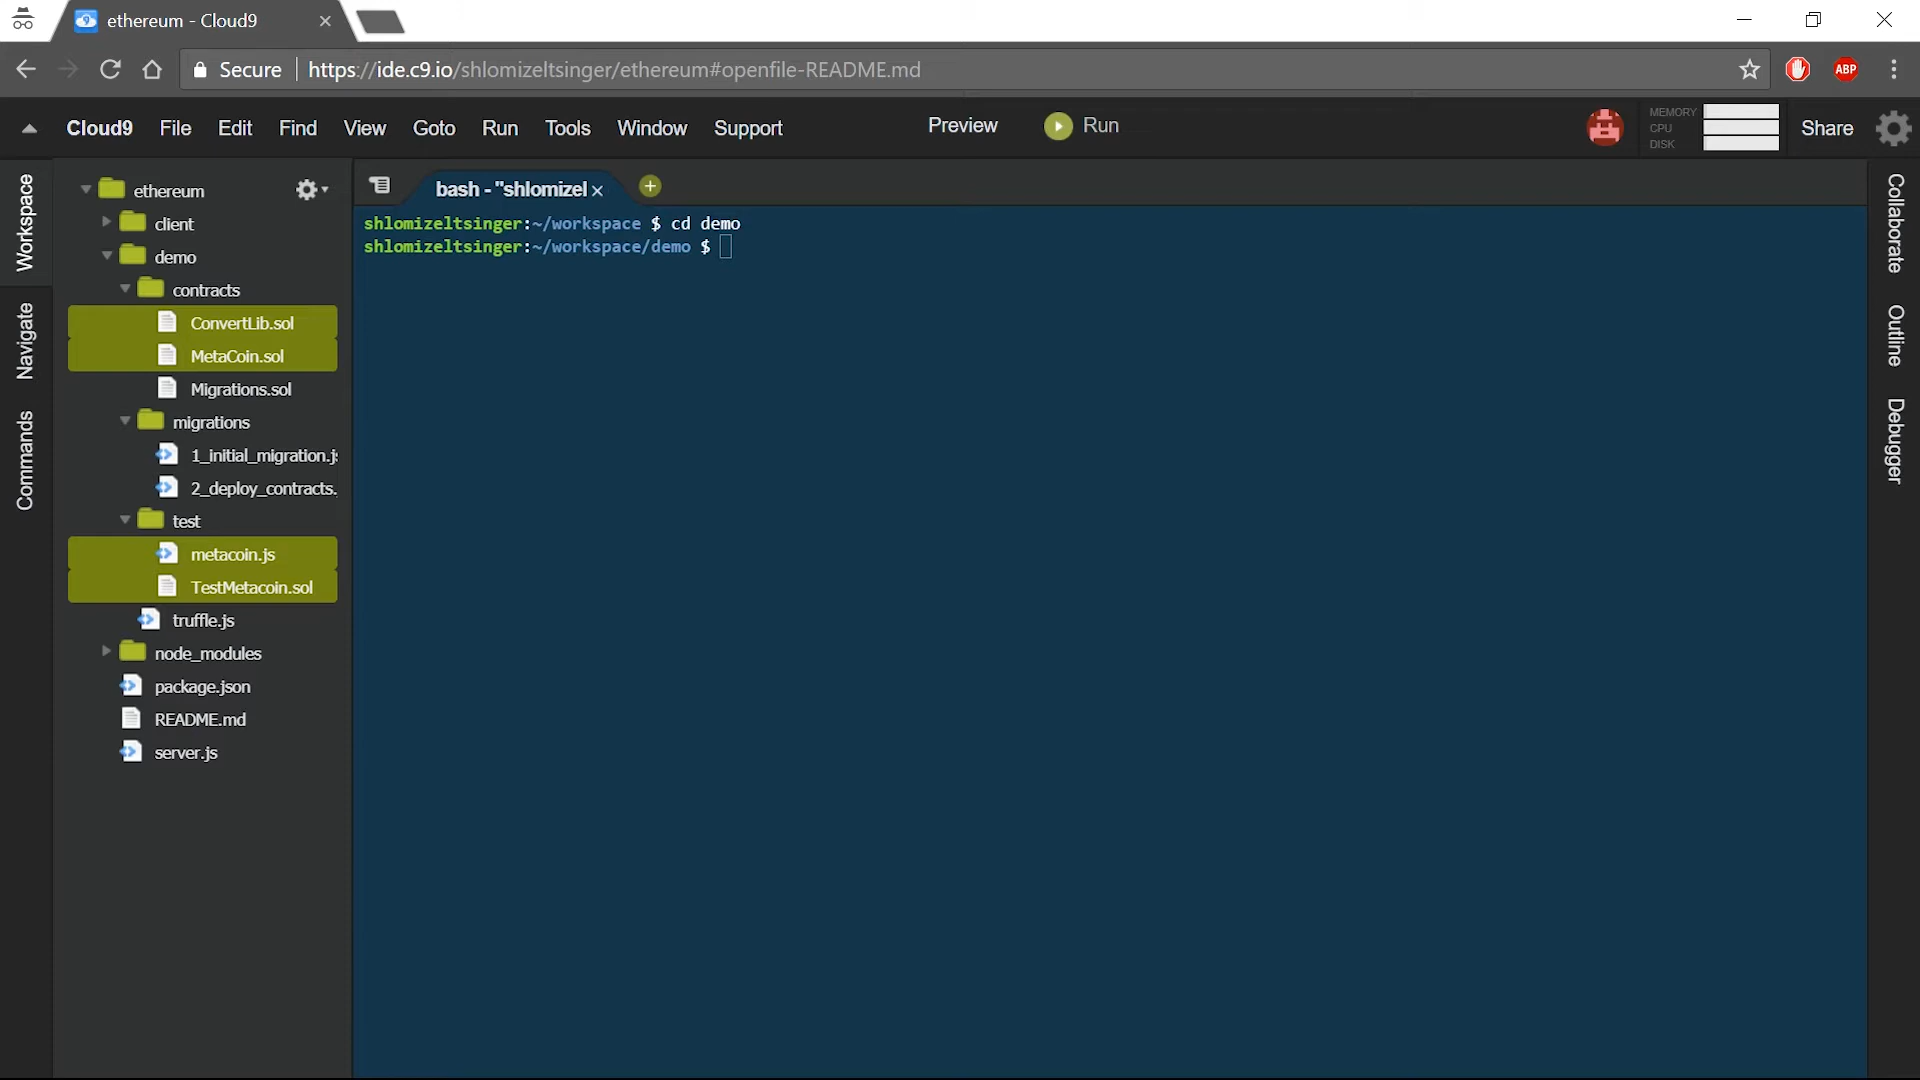 ethereum - Cloud9
Secure https://ide.c9.io/shlomizeltsinger/ethereum#openfile-README.md
ABP
Cloud9 File Edit Find View Goto Run Tools Window Support Preview Run MEMORY CPU DISK Share
Workspace
Navigate
Commands
ethereum
client
demo
contracts
ConvertLib.sol
MetaCoin.sol
Migrations.sol
migrations
1_initial_migration.js
2_deploy_contracts.
test
metacoin.js
TestMetacoin.sol
truffle.js
node_modules
package.json
README.md
server.js
bash - "shlomizel
shlomizeltsinger:~/workspace $ cd demo
shlomizeltsinger:~/workspace/demo $
Collaborate
Outline
Debugger